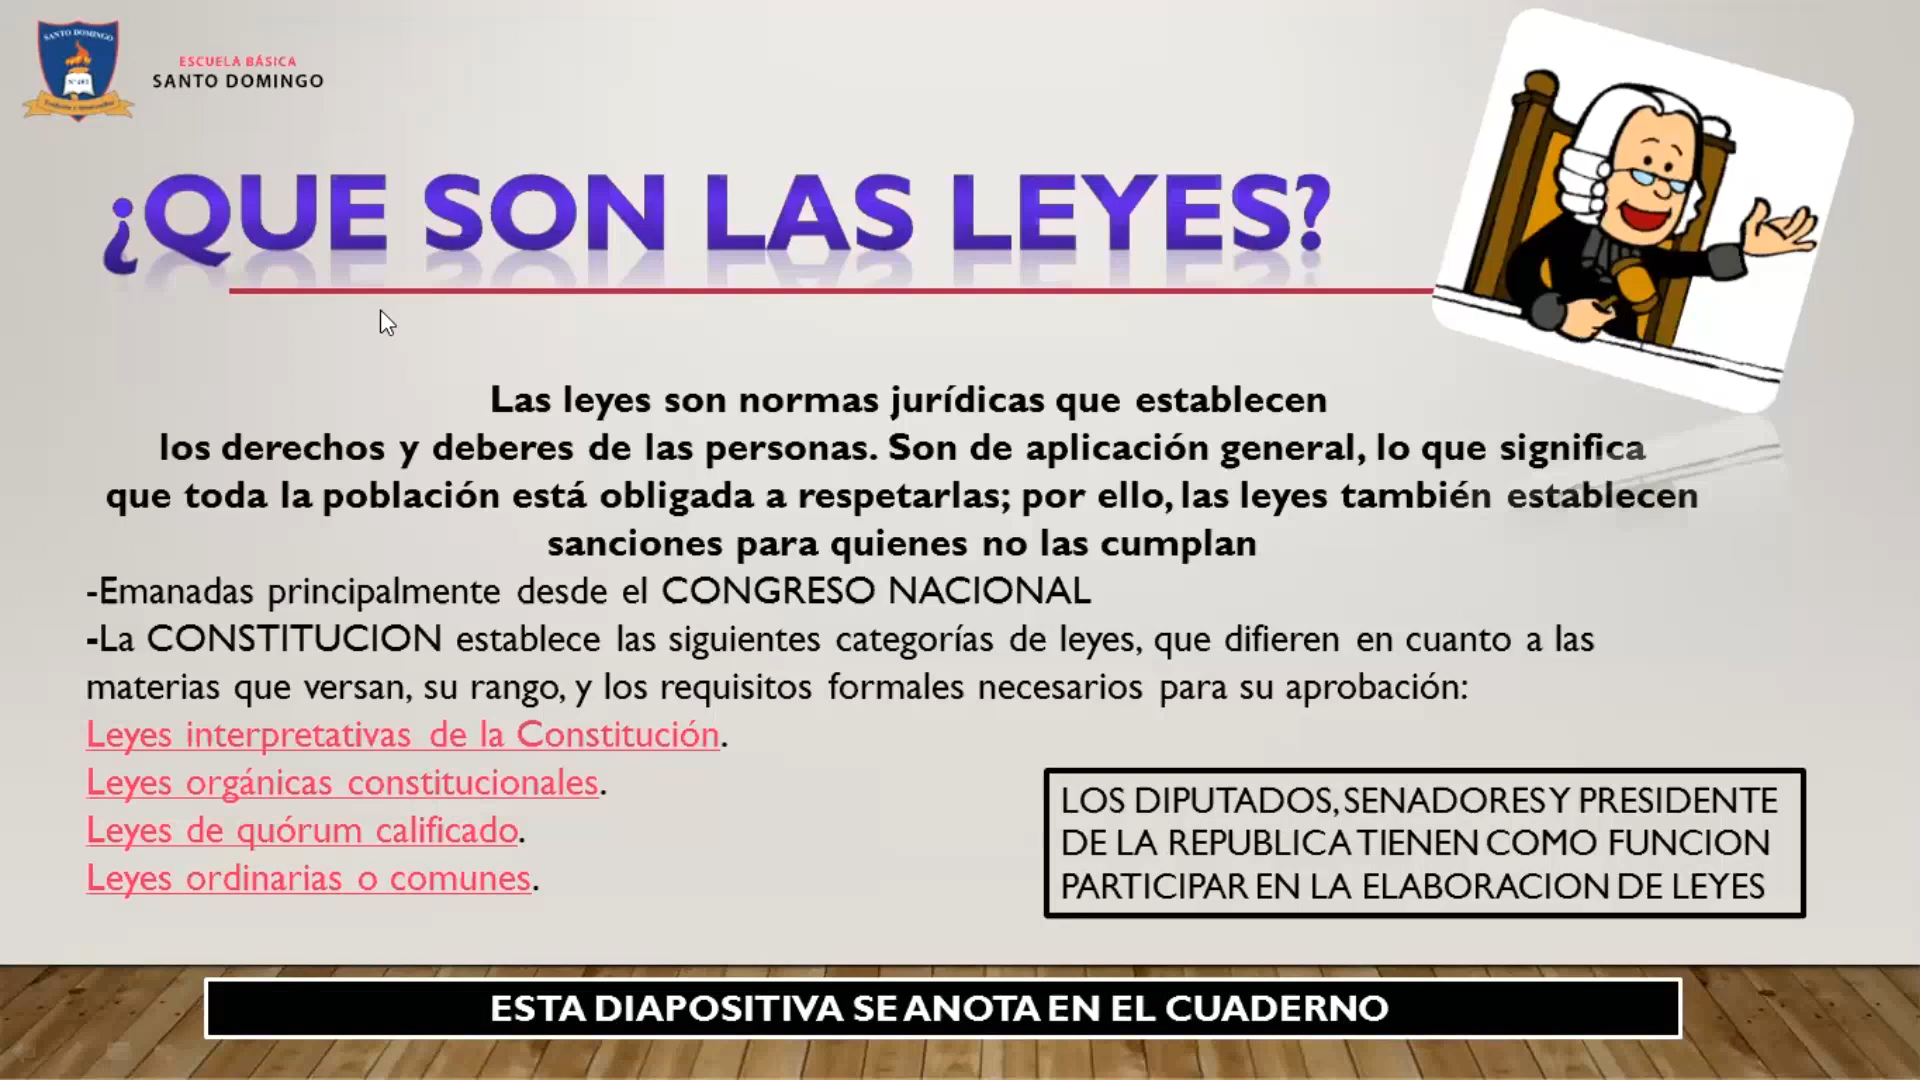 SANTO DOMINGO
ESCUELA BÁSICA
SANTO DOMINGO
¿QUE SON LAS LEYES?
Las leyes son normas jurídicas que establecen
los derechos y deberes de las personas. Son de aplicación general, lo que significa
que toda la población está obligada a respetarlas; por ello, las leyes también establecen
sanciones para quienes no las cumplan
-Emanadas principalmente desde el CONGRESO NACIONAL
-La CONSTITUCION establece las siguientes categorías de leyes, que difieren en cuanto a las
materias que versan, su rango, y los requisitos formales necesarios para su aprobación:
Leyes interpretativas de la Constitución.
Leyes orgánicas constitucionales.
Leyes de quórum calificado.
Leyes ordinarias o comunes.
LOS DIPUTADOS, SENADORES Y PRESIDENTE
DE LA REPUBLICA TIENEN COMO FUNCION
PARTICIPAR EN LA ELABORACION DE LEYES
ESTA DIAPOSITIVA SE ANOTA EN EL CUADERNO